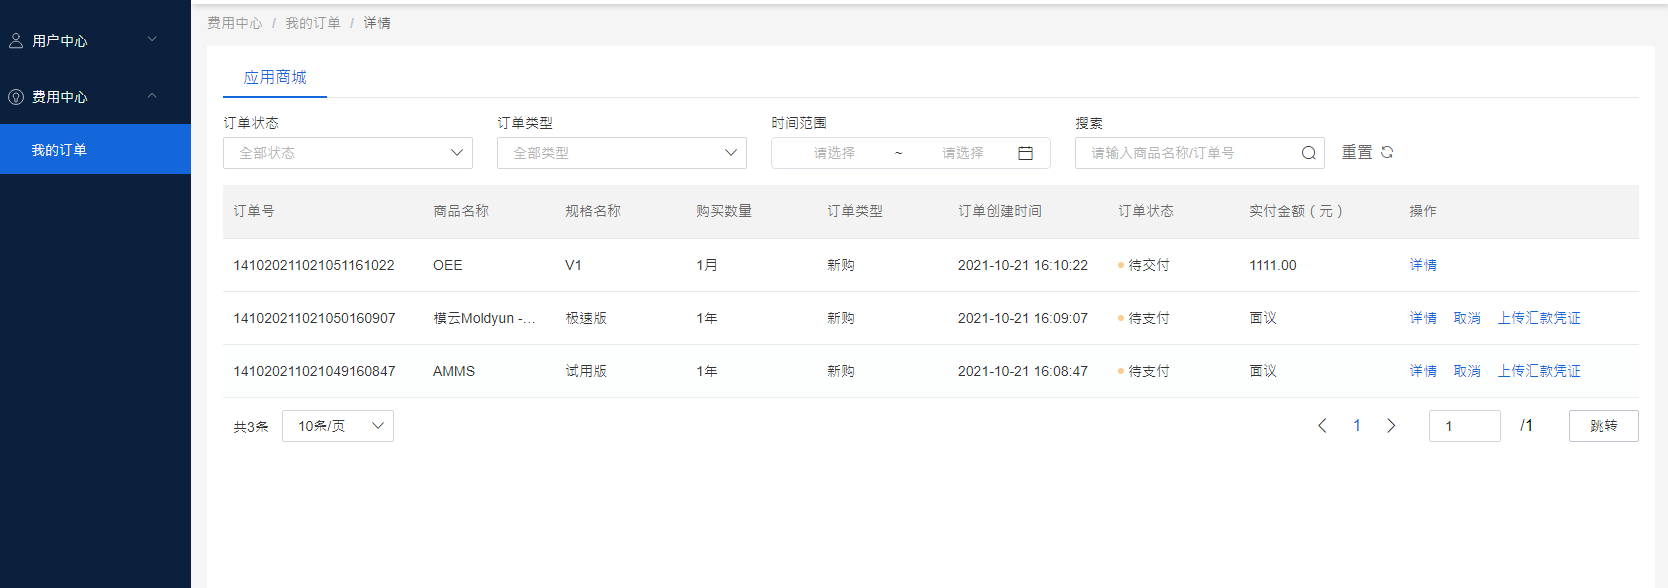 费用中心 / 我的订单 / 详情
用户中心
费用中心
我的订单
应用商城
订单状态 订单类型 时间范围 搜索
全部状态 全部类型 请选择 ~ 请选择 请输入商品名称/订单号 重置
订单号 商品名称 规格名称 购买数量 订单类型 订单创建时间 订单状态 实付金额（元） 操作
141020211021051161022 OEE V1 1月 新购 2021-10-21 16:10:22 待交付 1111.00 详情
141020211021050160907 模云Moldyun -... 极速版 1年 新购 2021-10-21 16:09:07 待支付 面议 详情 取消 上传汇款凭证
141020211021049160847 AMMS 试用版 1年 新购 2021-10-21 16:08:47 待支付 面议 详情 取消 上传汇款凭证
共3条 10条/页 1 1 /1 跳转